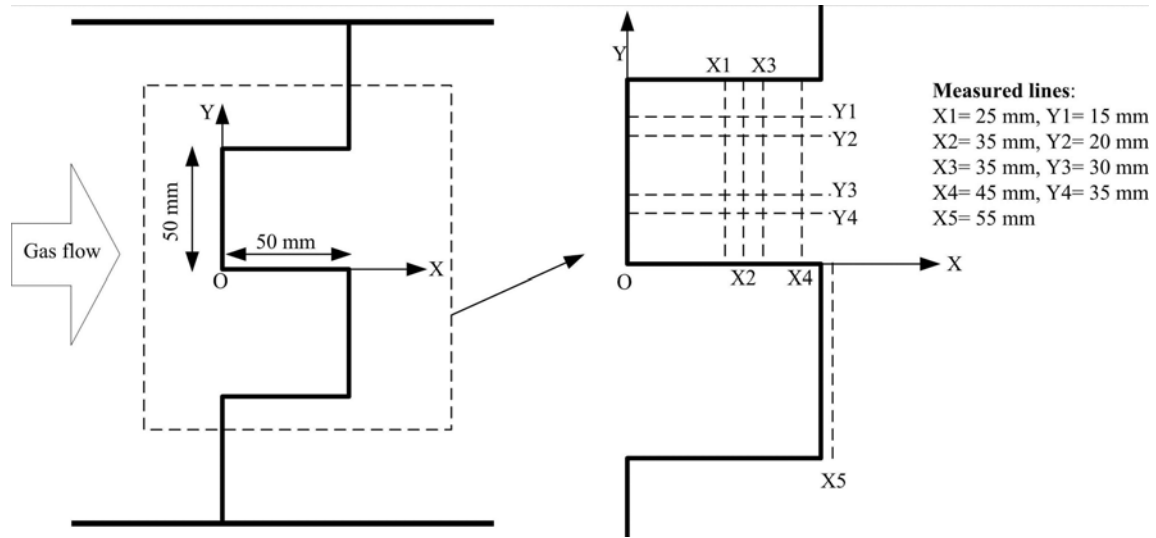 Y
50 mm
50 mm
Gas flow
X
O
Y
X1
X3
Y1
Y2
Y3
Y4
O
X2
X4
X
X5
Measured lines:
X1= 25 mm, Y1= 15 mm
X2= 35 mm, Y2= 20 mm
X3= 35 mm, Y3= 30 mm
X4= 45 mm, Y4= 35 mm
X5= 55 mm